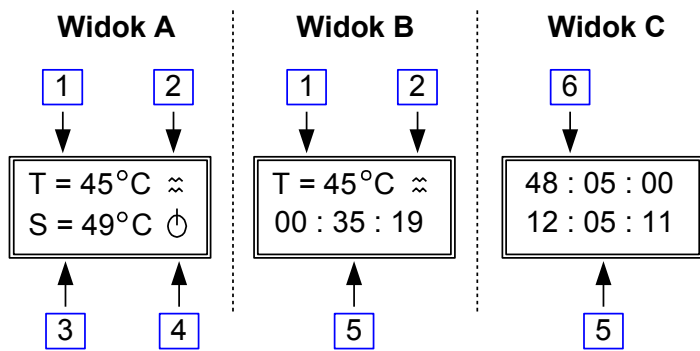 Widok A Widok B Widok C
1 2 1 2 6
T = 45°C T = 45°C 48 : 05 : 00
S = 49°C 00 : 35 : 19 12 : 05 : 11
3 4 5 5